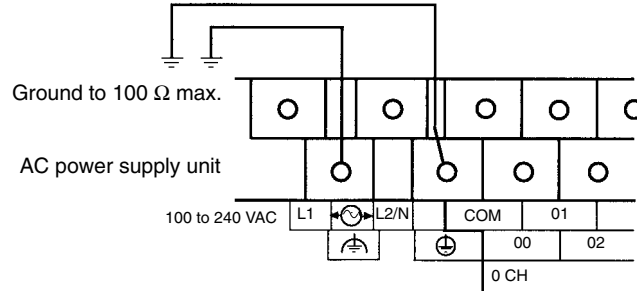 Ground to 100 Ω max.
AC power supply unit
100 to 240 VAC L1 L2/N COM 01
00 02
0 CH